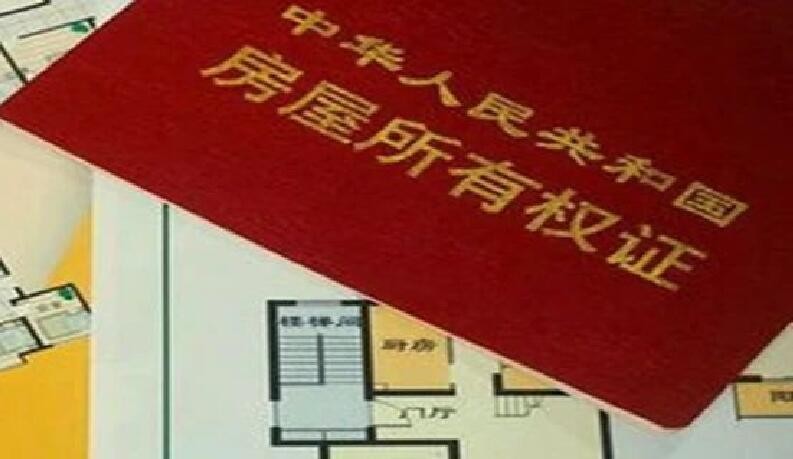 中华人民共和国
房屋所有权证
楼梯间
厨房
门厅
阳